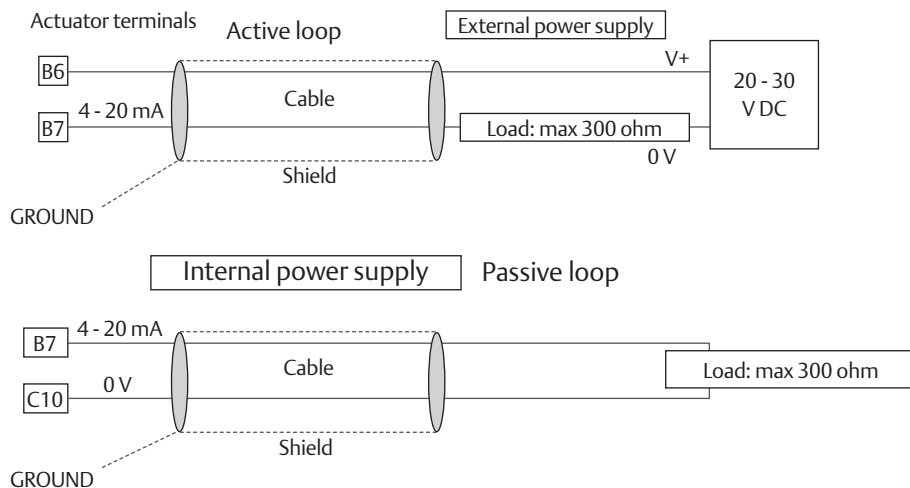 Actuator terminals
Active loop
External power supply
B6
V+
20 - 30
V DC
4 - 20 mA
Cable
B7
Load: max 300 ohm
0 V
Shield
GROUND
Internal power supply
Passive loop
4 - 20 mA
B7
Cable
Load: max 300 ohm
0 V
C10
Shield
GROUND